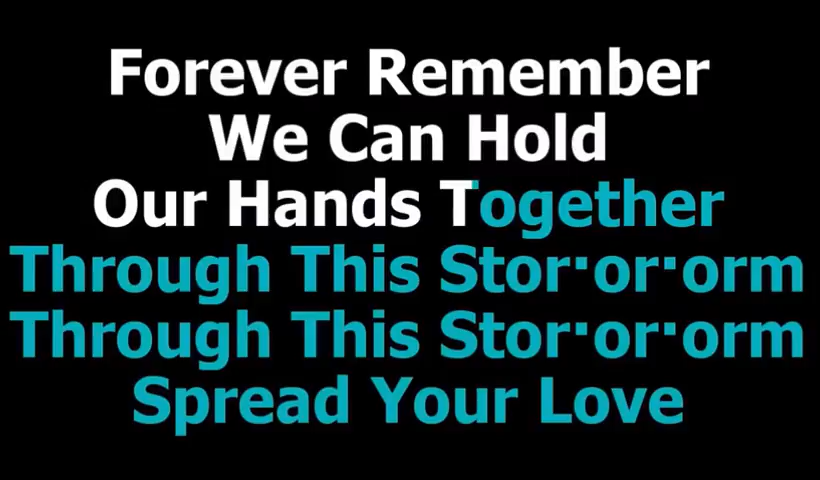 Forever Remember
We Can Hold
Our Hands Together
Through This Stor·or·orm
Through This Stor·or·orm
Spread Your Love